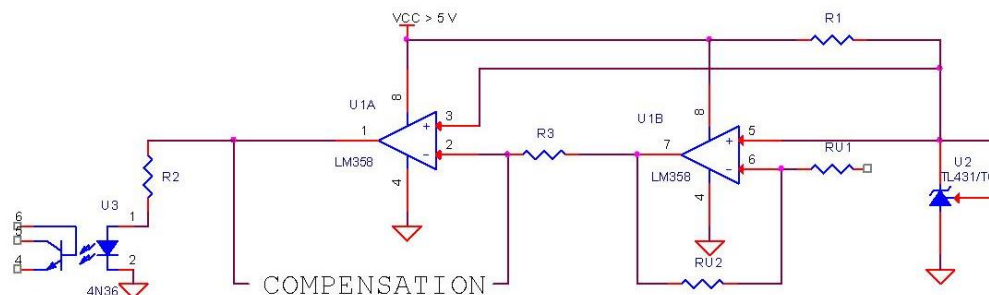 VCC > 5 V
R1
U1A
8
3
+
1
2
-
LM358
4
R3
U1B
8
5
+
7
6
-
LM358
4
RU1
U2
TL431/TO
R2
U3
6
5
4
1
2
4N36
RU2
COMPENSATION